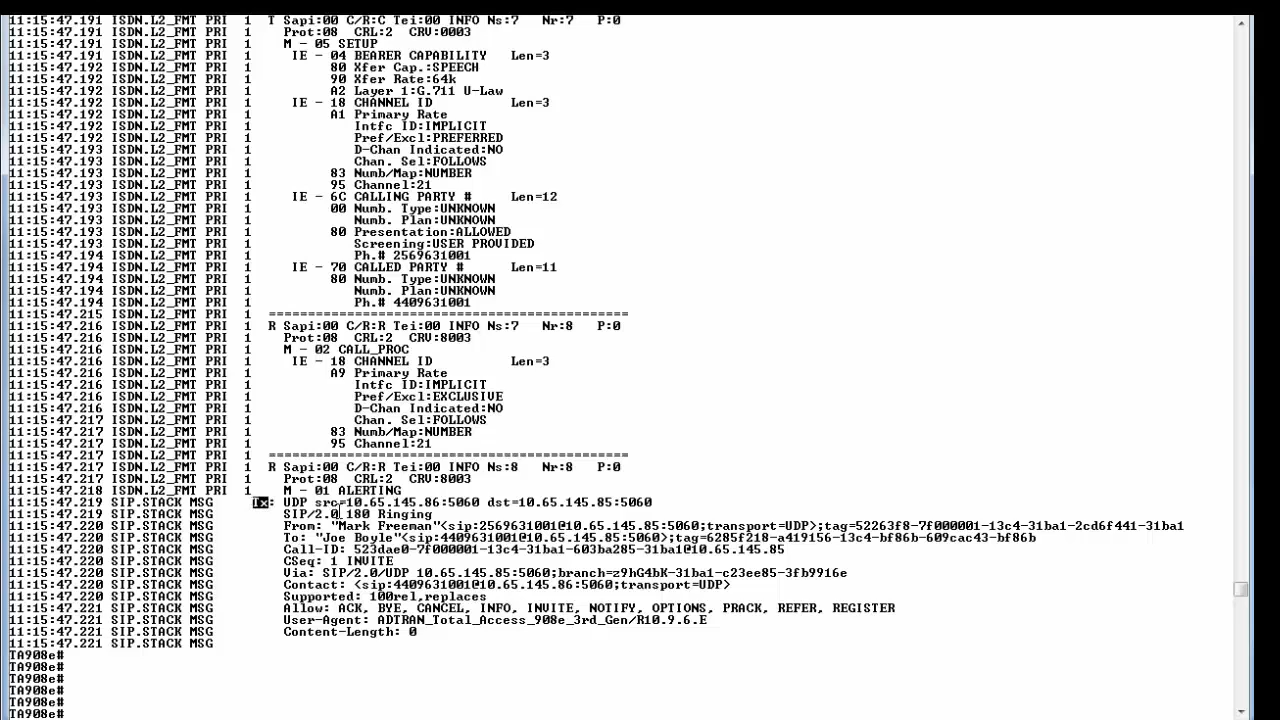 11:15:47.191 ISDN.L2_FMT PRI 1 T Sapi:00 C/R:C Tei:00 INFO Ns:7 Nr:7 P:0
11:15:47.191 ISDN.L2_FMT PRI 1 Prot:08 CRL:2 CRV:0003
11:15:47.191 ISDN.L2_FMT PRI 1 M - 05 SETUP
11:15:47.191 ISDN.L2_FMT PRI 1 IE - 04 BEARER CAPABILITY Len=3
11:15:47.192 ISDN.L2_FMT PRI 1 80 Xfer Cap.:SPEECH
11:15:47.192 ISDN.L2_FMT PRI 1 90 Xfer Rate:64k
11:15:47.192 ISDN.L2_FMT PRI 1 A2 Layer 1:G.711 U-Law
11:15:47.192 ISDN.L2_FMT PRI 1 IE - 18 CHANNEL ID Len=3
11:15:47.192 ISDN.L2_FMT PRI 1 A1 Primary Rate
11:15:47.192 ISDN.L2_FMT PRI 1 Intfc ID:IMPLICIT
11:15:47.192 ISDN.L2_FMT PRI 1 Pref/Excl:PREFERRED
11:15:47.193 ISDN.L2_FMT PRI 1 D-Chan Indicated:NO
11:15:47.193 ISDN.L2_FMT PRI 1 Chan. Sel:FOLLOWS
11:15:47.193 ISDN.L2_FMT PRI 1 83 Numb/Map:NUMBER
11:15:47.193 ISDN.L2_FMT PRI 1 95 Channel:21
11:15:47.193 ISDN.L2_FMT PRI 1 IE - 6C CALLING PARTY # Len=12
11:15:47.193 ISDN.L2_FMT PRI 1 00 Numb. Type:UNKNOWN
11:15:47.193 ISDN.L2_FMT PRI 1 Numb. Plan:UNKNOWN
11:15:47.193 ISDN.L2_FMT PRI 1 80 Presentation:ALLOWED
11:15:47.193 ISDN.L2_FMT PRI 1 Screening:USER PROVIDED
11:15:47.194 ISDN.L2_FMT PRI 1 Ph.# 2569631001
11:15:47.194 ISDN.L2_FMT PRI 1 IE - 70 CALLED PARTY # Len=11
11:15:47.194 ISDN.L2_FMT PRI 1 80 Numb. Type:UNKNOWN
11:15:47.194 ISDN.L2_FMT PRI 1 Numb. Plan:UNKNOWN
11:15:47.194 ISDN.L2_FMT PRI 1 Ph.# 4409631001
11:15:47.215 ISDN.L2_FMT PRI 1 ==============================================
11:15:47.216 ISDN.L2_FMT PRI 1 R Sapi:00 C/R:R Tei:00 INFO Ns:7 Nr:8 P:0
11:15:47.216 ISDN.L2_FMT PRI 1 Prot:08 CRL:2 CRV:8003
11:15:47.216 ISDN.L2_FMT PRI 1 M - 02 CALL_PROC
11:15:47.216 ISDN.L2_FMT PRI 1 IE - 18 CHANNEL ID Len=3
11:15:47.216 ISDN.L2_FMT PRI 1 A9 Primary Rate
11:15:47.216 ISDN.L2_FMT PRI 1 Intfc ID:IMPLICIT
11:15:47.216 ISDN.L2_FMT PRI 1 Pref/Excl:EXCLUSIVE
11:15:47.216 ISDN.L2_FMT PRI 1 D-Chan Indicated:NO
11:15:47.217 ISDN.L2_FMT PRI 1 Chan. Sel:FOLLOWS
11:15:47.217 ISDN.L2_FMT PRI 1 83 Numb/Map:NUMBER
11:15:47.217 ISDN.L2_FMT PRI 1 95 Channel:21
11:15:47.217 ISDN.L2_FMT PRI 1 ==============================================
11:15:47.217 ISDN.L2_FMT PRI 1 R Sapi:00 C/R:R Tei:00 INFO Ns:8 Nr:8 P:0
11:15:47.217 ISDN.L2_FMT PRI 1 Prot:08 CRL:2 CRV:8003
11:15:47.218 ISDN.L2_FMT PRI 1 M - 01 ALERTING
11:15:47.219 SIP.STACK MSG Tx: UDP src=10.65.145.86:5060 dst=10.65.145.85:5060
11:15:47.219 SIP.STACK MSG SIP/2.0 180 Ringing
11:15:47.220 SIP.STACK MSG From: "Mark Freeman"<sip:2569631001@10.65.145.85:5060;transport=UDP>;tag=52263f8-7f000001-13c4-31ba1-2cd6f441-31ba1
11:15:47.220 SIP.STACK MSG To: "Joe Boyle"<sip:4409631001@10.65.145.85:5060>;tag=6285f218-a419156-13c4-bf86b-609cac43-bf86b
11:15:47.220 SIP.STACK MSG Call-ID: 523dae0-7f000001-13c4-31ba1-603ba285-31ba1@10.65.145.85
11:15:47.220 SIP.STACK MSG CSeq: 1 INVITE
11:15:47.220 SIP.STACK MSG Via: SIP/2.0/UDP 10.65.145.85:5060;branch=z9hG4bK-31ba1-c23ee85-3fb9916e
11:15:47.220 SIP.STACK MSG Contact: <sip:4409631001@10.65.145.86:5060;transport=UDP>
11:15:47.220 SIP.STACK MSG Supported: 100rel,replaces
11:15:47.221 SIP.STACK MSG Allow: ACK, BYE, CANCEL, INFO, INVITE, NOTIFY, OPTIONS, PRACK, REFER, REGISTER
11:15:47.221 SIP.STACK MSG User-Agent: ADTRAN_Total_Access_908e_3rd_Gen/R10.9.6.E
11:15:47.221 SIP.STACK MSG Content-Length: 0
11:15:47.221 SIP.STACK MSG
TA908e#
TA908e#
TA908e#
TA908e#
TA908e#
TA908e#